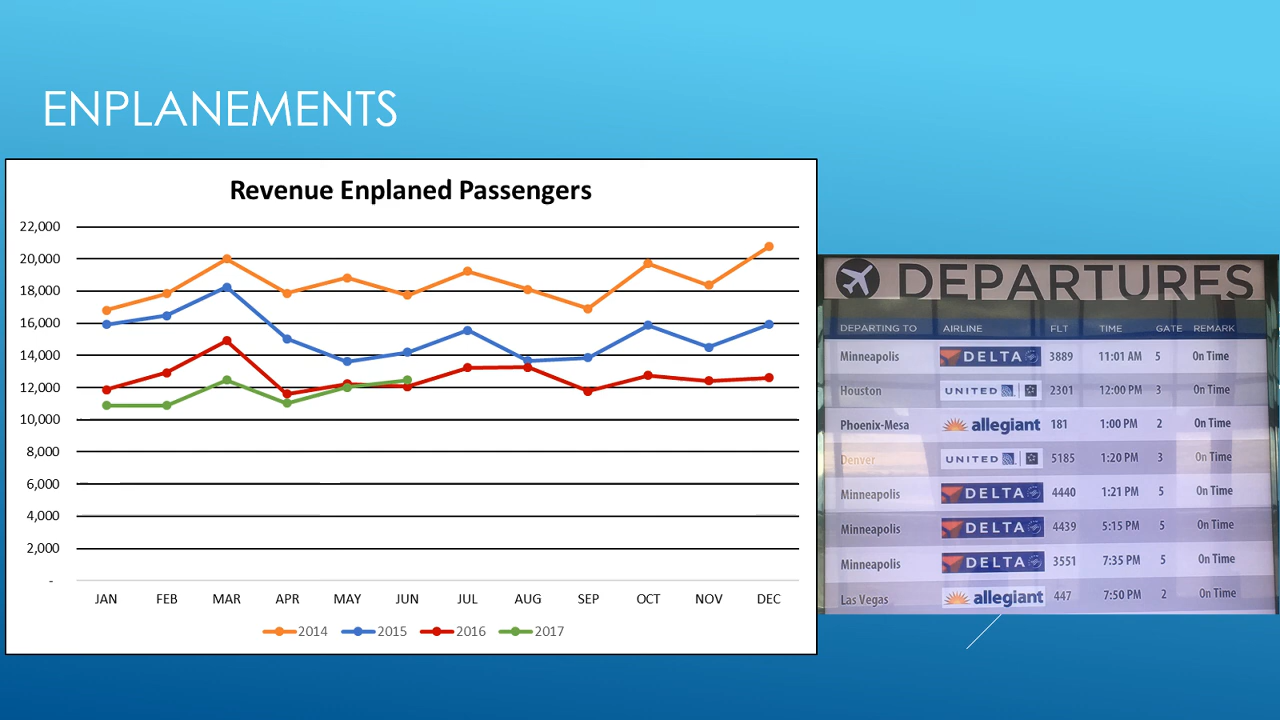 ENPLANEMENTS
Revenue Enplaned Passengers
22,000
20,000
18,000
16,000
14,000
12,000
10,000
8,000
6,000
4,000
2,000
-
JAN FEB MAR APR MAY JUN JUL AUG SEP OCT NOV DEC
2014 2015 2016 2017
DEPARTURES
DEPARTING TO AIRLINE FLT TIME GATE REMARK
Minneapolis DELTA 3889 11:01 AM 5 On Time
Houston UNITED 2301 12:00 PM 3 On Time
Phoenix-Mesa allegiant 181 1:00 PM 2 On Time
Denver UNITED 5185 1:20 PM 3 On Time
Minneapolis DELTA 4440 1:21 PM 5 On Time
Minneapolis DELTA 4439 5:15 PM 5 On Time
Minneapolis DELTA 3551 7:35 PM 5 On Time
Las Vegas allegiant 447 7:50 PM 2 On Time